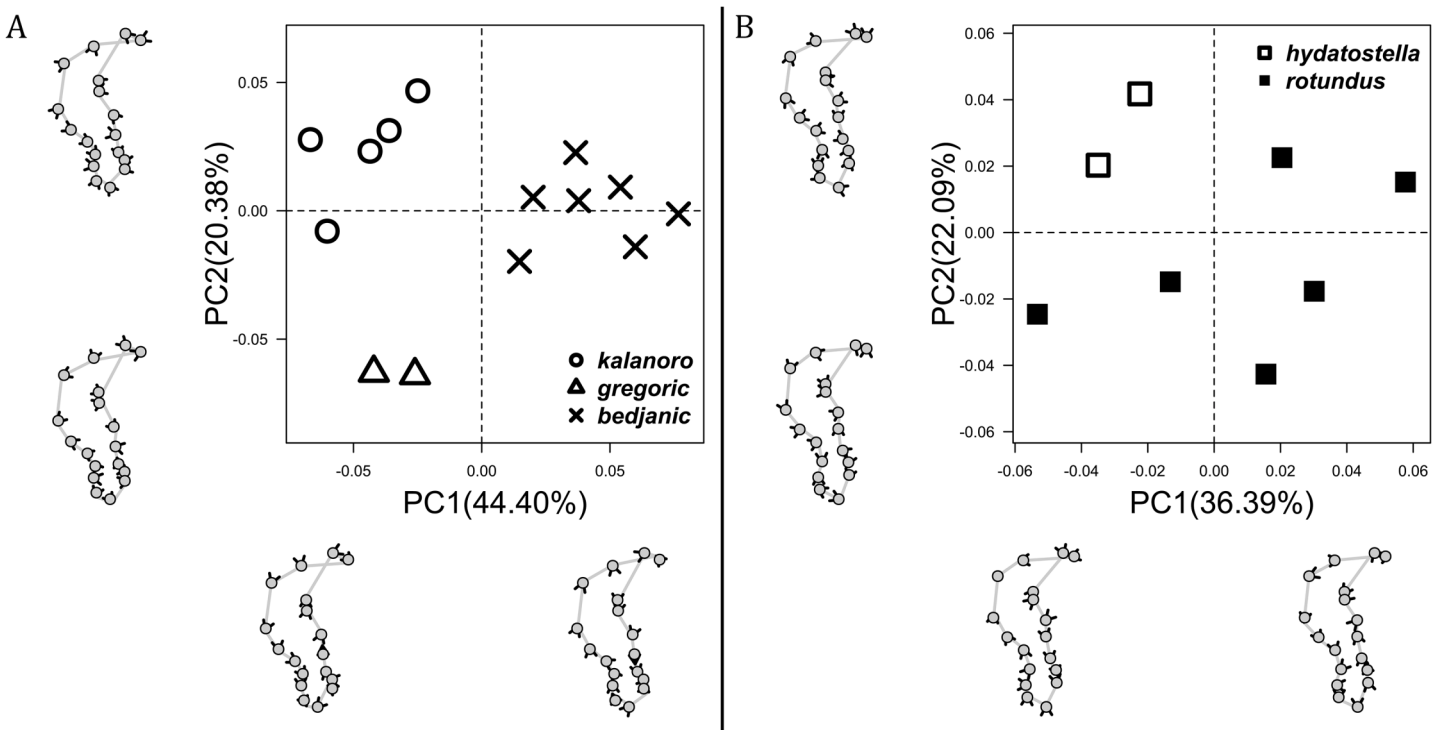 A
0.05
0.00
-0.05
PC2(20.38%)
kalanoro
gregoric
bedjanic
-0.05 0.00 0.05
PC1(44.40%)
B
0.06
0.04
0.02
0.00
-0.02
-0.04
-0.06
PC2(22.09%)
hydatostella
rotundus
-0.06 -0.04 -0.02 0.00 0.02 0.04 0.06
PC1(36.39%)